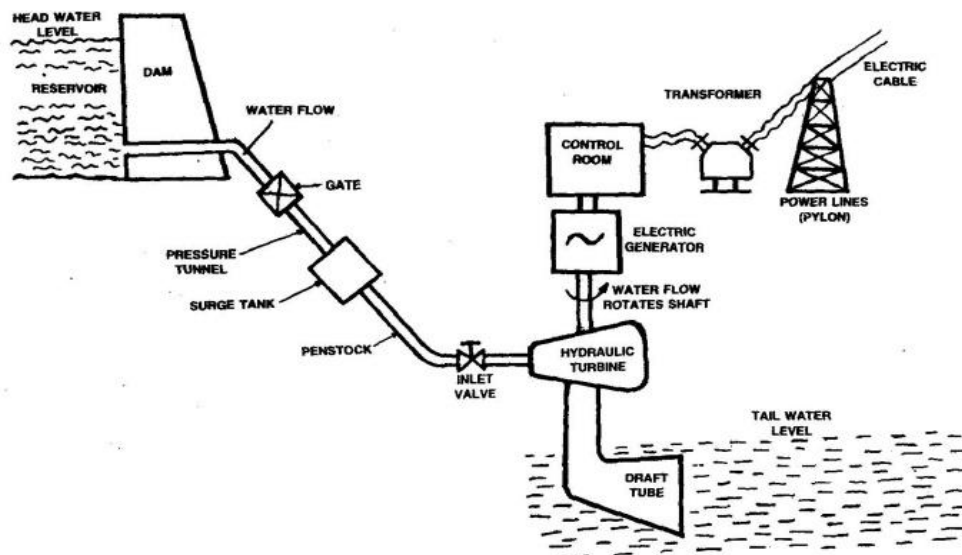 HEAD WATER
LEVEL
RESERVOIR
DAM
WATER FLOW
GATE
PRESSURE
TUNNEL
SURGE TANK
PENSTOCK
INLET
VALVE
HYDRAULIC
TURBINE
WATER FLOW
ROTATES SHAFT
ELECTRIC
GENERATOR
CONTROL
ROOM
TRANSFORMER
ELECTRIC
CABLE
POWER LINES
(PYLON)
TAIL WATER
LEVEL
DRAFT
TUBE